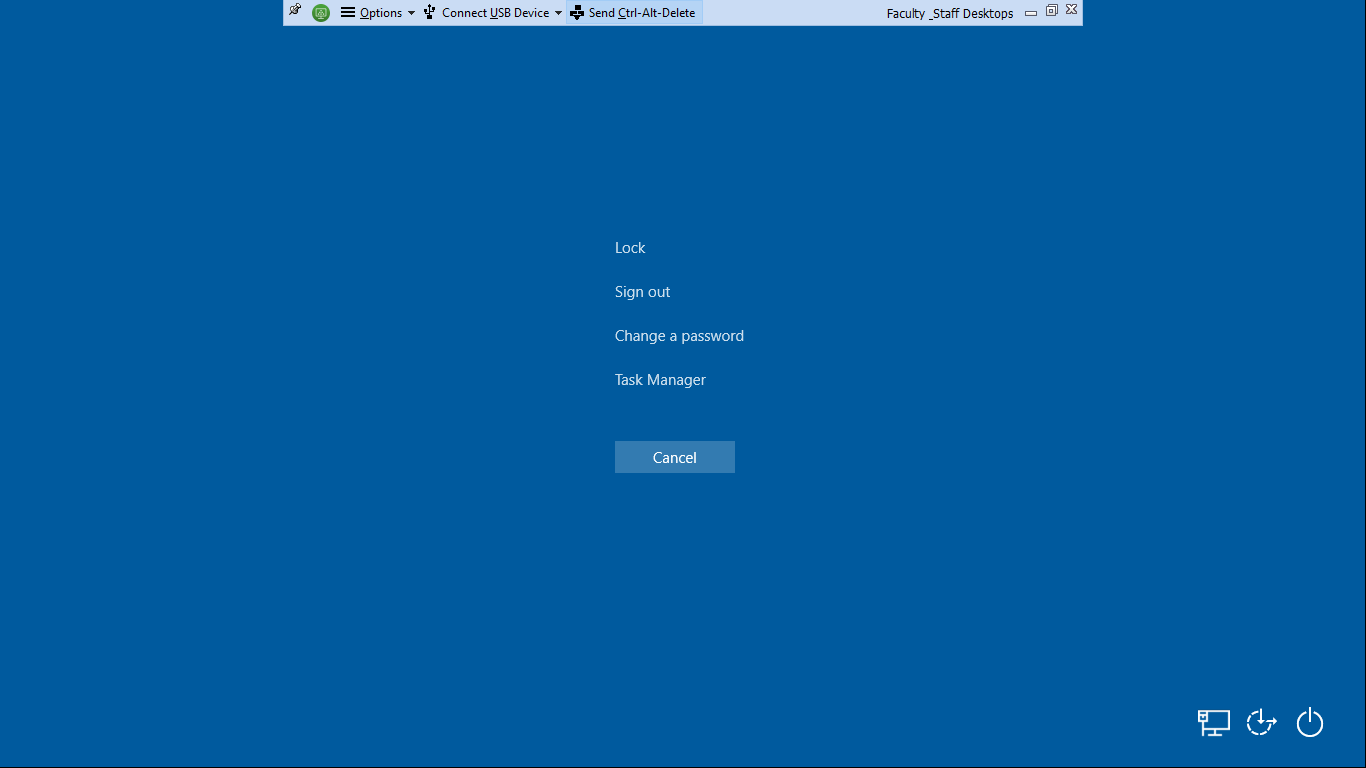 Options Connect USB Device Send Ctrl-Alt-Delete Faculty _Staff Desktops
Lock
Sign out
Change a password
Task Manager
Cancel